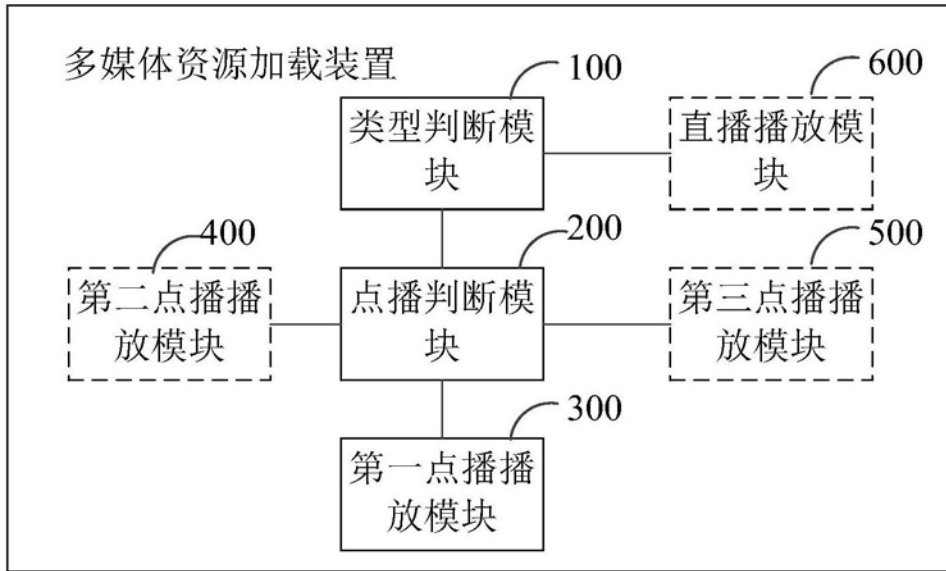 多媒体资源加载装置
100
600
类型判断模
块
直播播放模
块
400
200
500
第二点播播
放模块
点播判断模
块
第三点播播
放模块
300
第一点播播
放模块